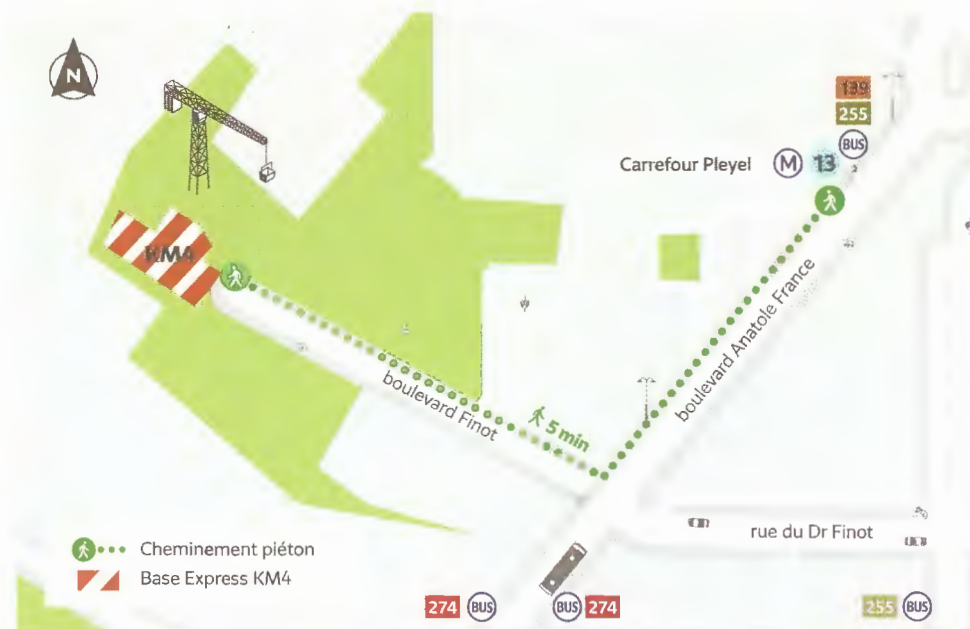 N
139
255
BUS
Carrefour Pleyel M 13
KM4
boulevard Anatole France
boulevard Finot
5 min
rue du Dr Finot
Cheminement piéton
Base Express KM4
274 BUS
BUS 274
255 BUS